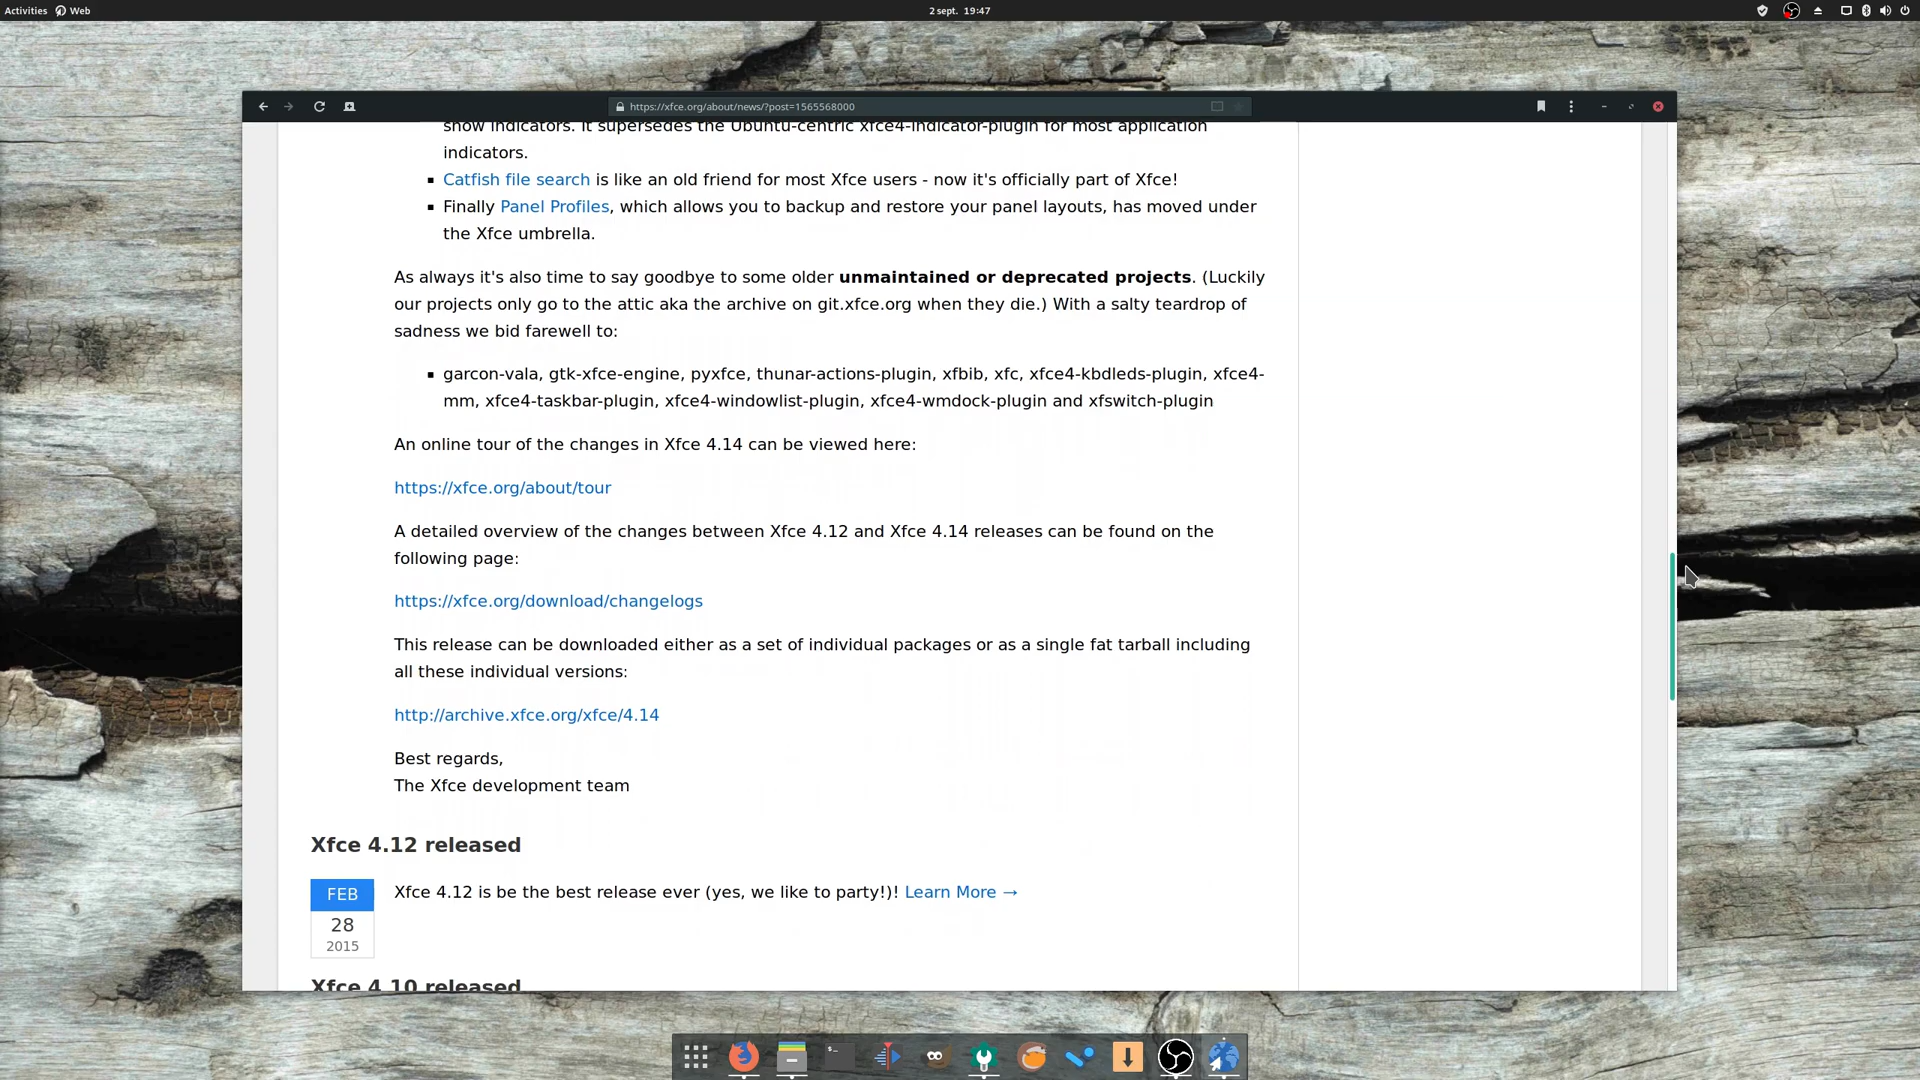 Activities Web 2 sept. 19:47
https://xfce.org/about/news/?post=1565568000
show indicators. It supersedes the Ubuntu-centric xfce4-indicator-plugin for most application
indicators.
Catfish file search is like an old friend for most Xfce users - now it's officially part of Xfce!
Finally Panel Profiles, which allows you to backup and restore your panel layouts, has moved under
the Xfce umbrella.
As always it's also time to say goodbye to some older unmaintained or deprecated projects. (Luckily
our projects only go to the attic aka the archive on git.xfce.org when they die.) With a salty teardrop of
sadness we bid farewell to:
garcon-vala, gtk-xfce-engine, pyxfce, thunar-actions-plugin, xfbib, xfc, xfce4-kbdleds-plugin, xfce4-
mm, xfce4-taskbar-plugin, xfce4-windowlist-plugin, xfce4-wmdock-plugin and xfswitch-plugin
An online tour of the changes in Xfce 4.14 can be viewed here:
https://xfce.org/about/tour
A detailed overview of the changes between Xfce 4.12 and Xfce 4.14 releases can be found on the
following page:
https://xfce.org/download/changelogs
This release can be downloaded either as a set of individual packages or as a single fat tarball including
all these individual versions:
http://archive.xfce.org/xfce/4.14
Best regards,
The Xfce development team
Xfce 4.12 released
FEB
28
2015
Xfce 4.12 is be the best release ever (yes, we like to party!)! Learn More →
Xfce 4.10 released